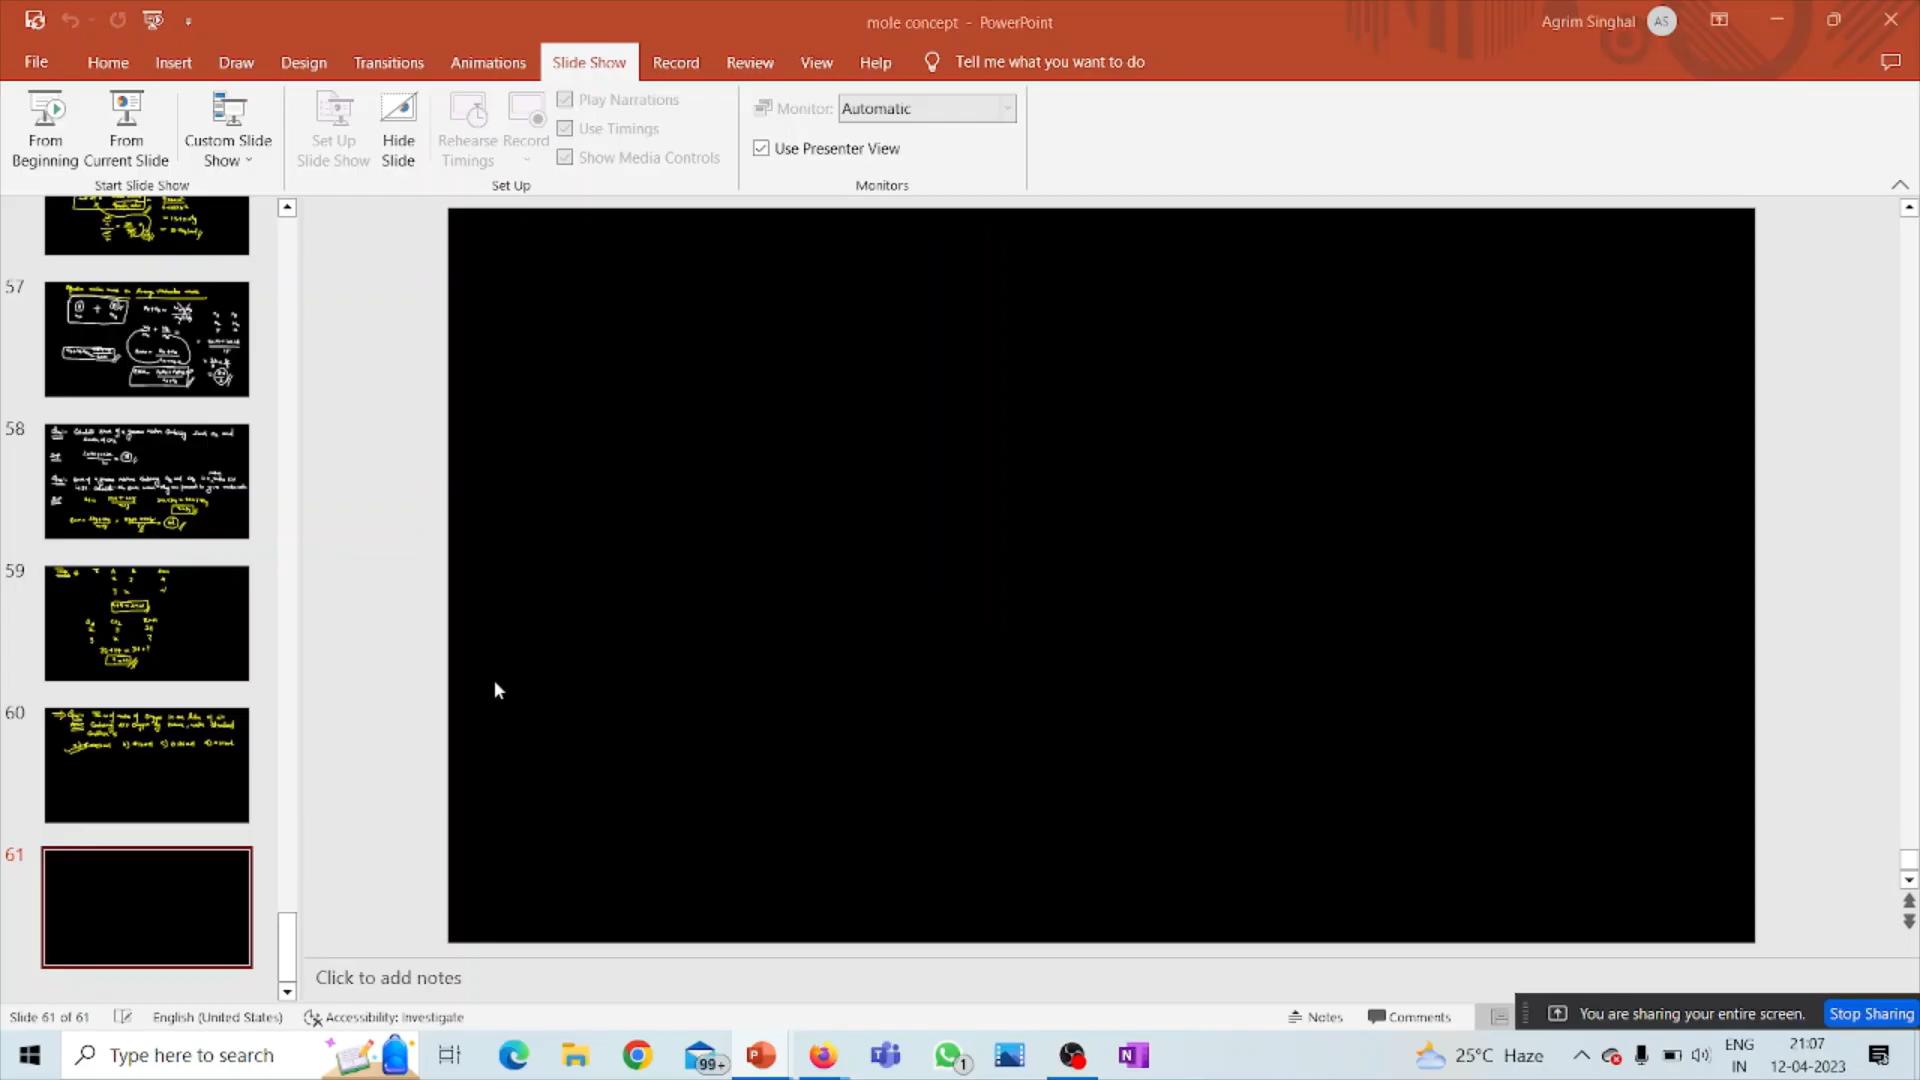 mole concept - PowerPoint
Agrim Singhal
AS
File
Home
Insert
Draw
Design
Transitions
Animations
Slide Show
Record
Review
View
Help
Tell me what you want to do
From Beginning
From Current Slide
Custom Slide Show
Start Slide Show
Set Up Slide Show
Hide Slide
Rehearse Timings
Record
Play Narrations
Use Timings
Show Media Controls
Set Up
Monitor:
Automatic
Use Presenter View
Monitors
57
58
59
60
61
Click to add notes
Slide 61 of 61
English (United States)
Accessibility: Investigate
Notes
Comments
You are sharing your entire screen.
Stop Sharing
Type here to search
99+
1
25°C Haze
ENG
IN
21:07
12-04-2023